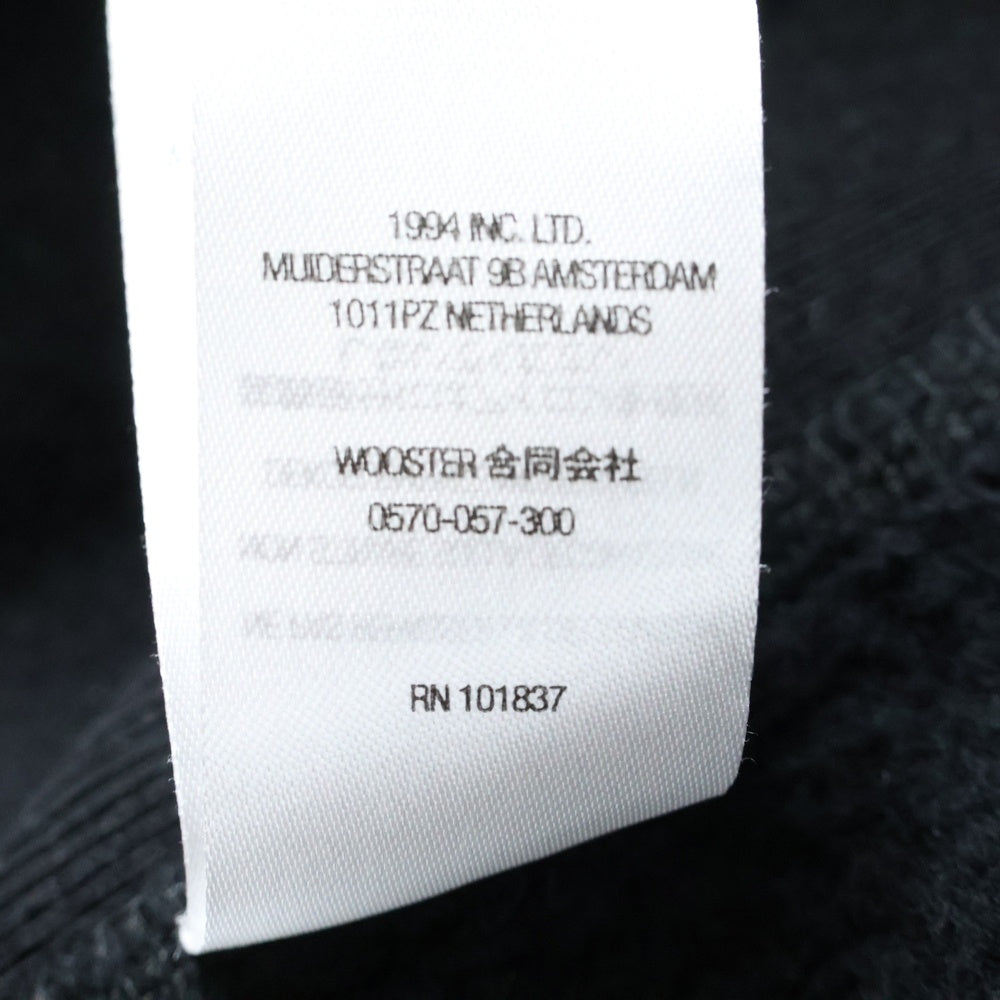 1994 INC. LTD.
MUIDERSTRAAT 9B AMSTERDAM
1011PZ NETHERLANDS
WOOSTER 合同会社
0570-057-300
RN 101837